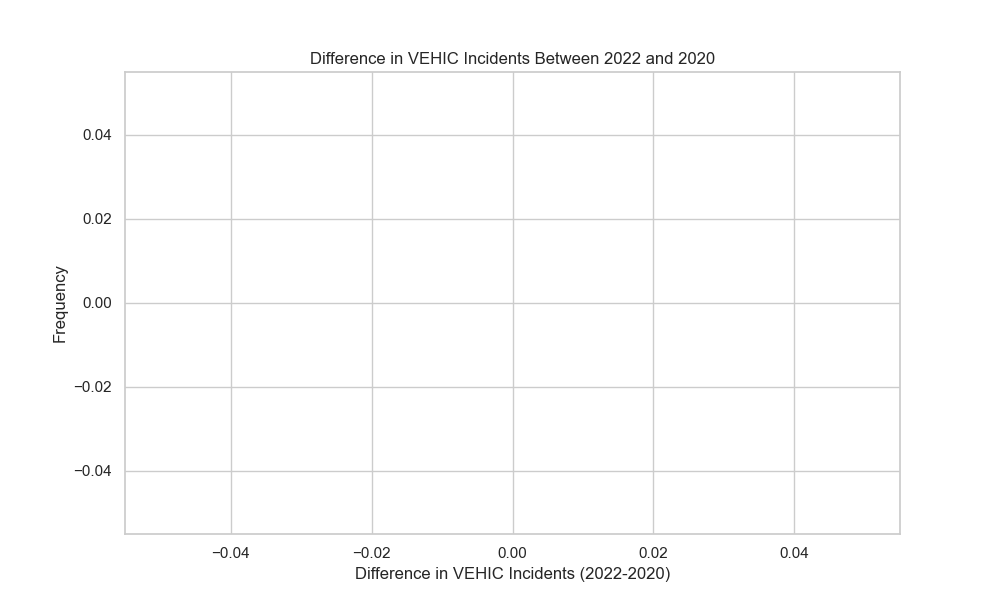 Difference in VEHIC Incidents Between 2022 and 2020
0.04
0.02
0.00
−0.02
−0.04
Frequency
−0.04 −0.02 0.00 0.02 0.04
Difference in VEHIC Incidents (2022-2020)